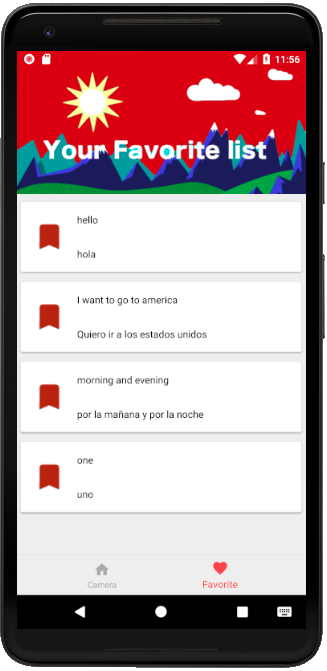 11:56
Your Favorite list
hello
hola
I want to go to america
Quiero ir a los estados unidos
morning and evening
por la mañana y por la noche
one
uno
Camera
Favorite